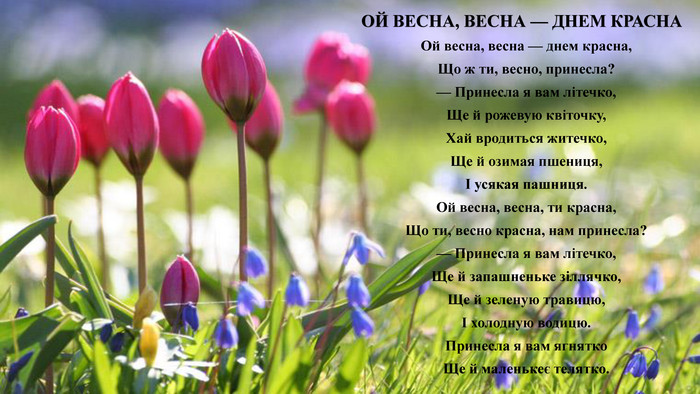 ОЙ ВЕСНА, ВЕСНА — ДНЕМ КРАСНА
Ой весна, весна — днем красна,
Що ж ти, весно, принесла?
— Принесла я вам літечко,
Ще й рожевую квіточку,
Хай вродиться житечко,
Ще й озимая пшениця,
І усякая пашниця.
Ой весна, весна, ти красна,
Що ти, весно красна, нам принесла?
— Принесла я вам літечко,
Ще й запашненьке зіллячко,
Ще й зеленую травицю,
І холодную водицю.
Принесла я вам ягнятко
Ще й маленькеє телятко.